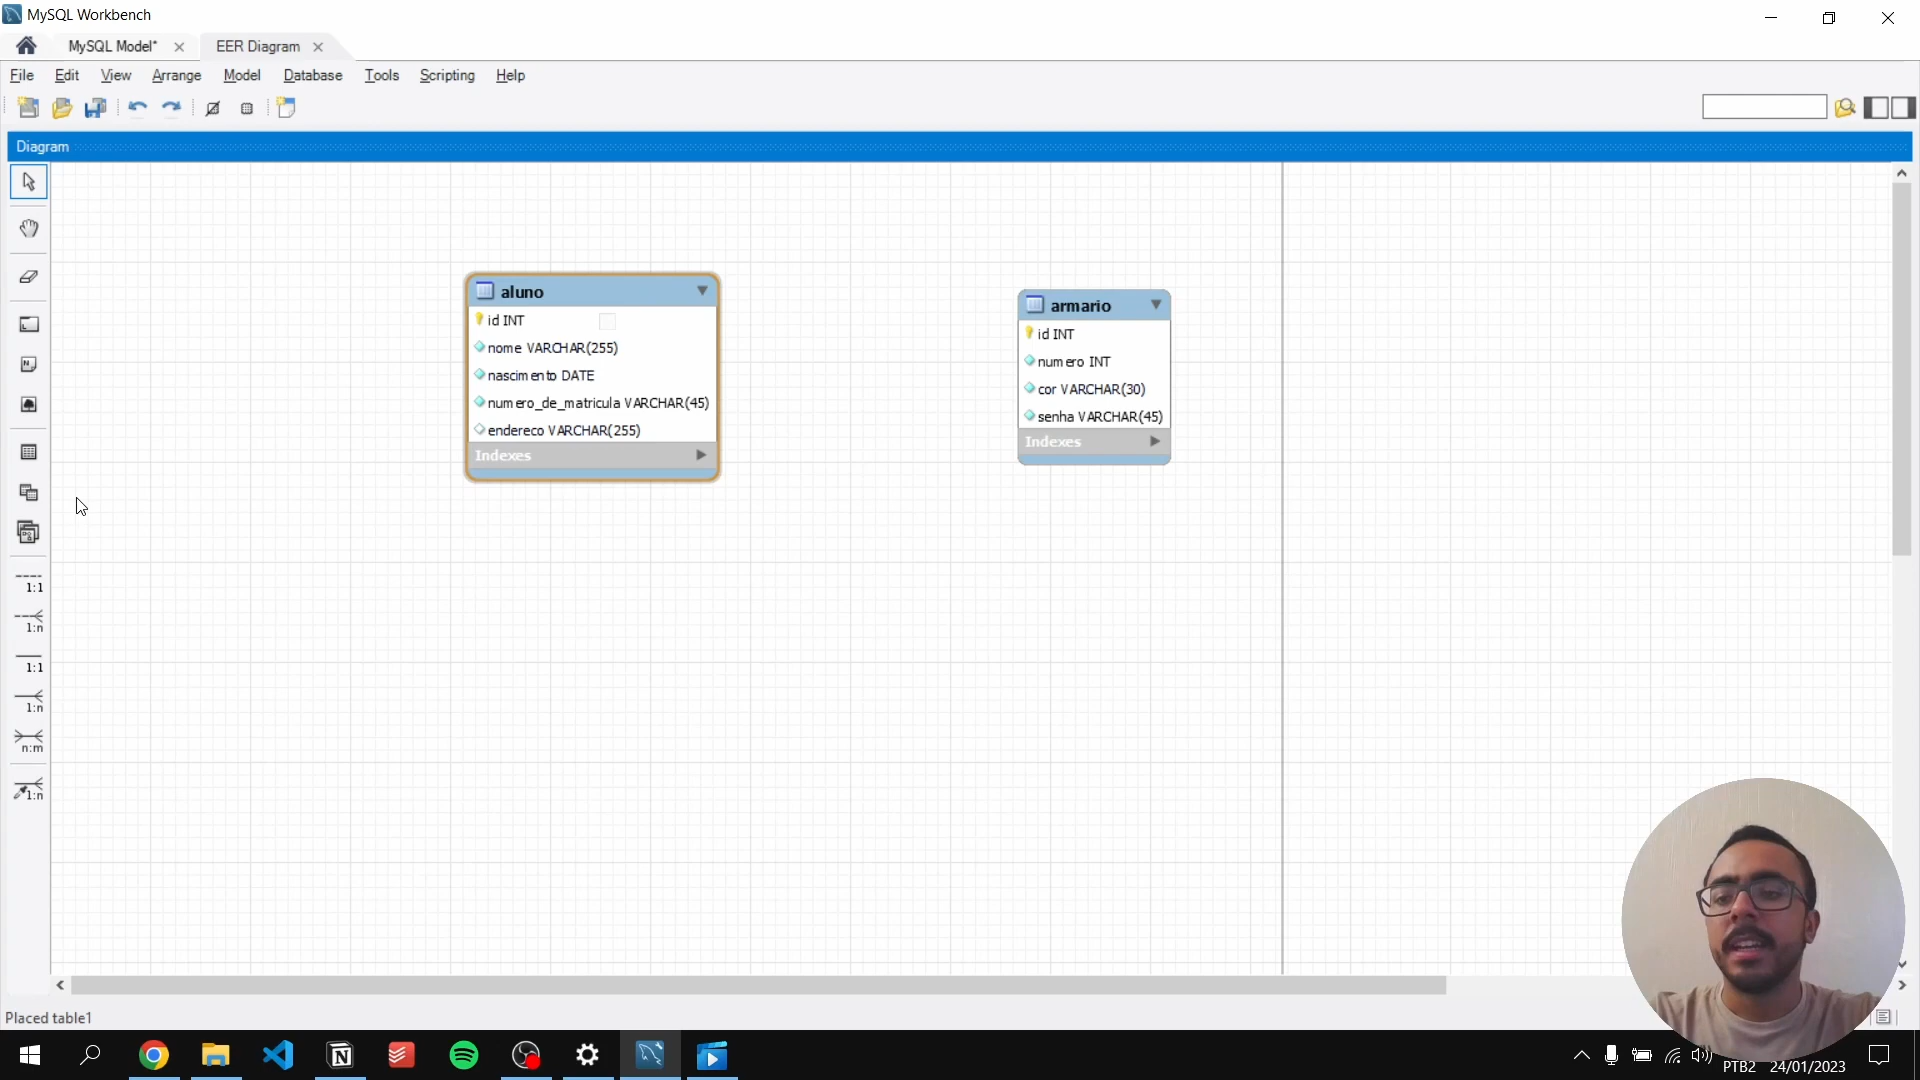 MySQL Workbench
MySQL Model* EER Diagram
File Edit View Arrange Model Database Tools Scripting Help
Diagram
aluno
id INT
nome VARCHAR(255)
nascimento DATE
numero_de_matricula VARCHAR(45)
endereco VARCHAR(255)
Indexes
armario
id INT
numero INT
cor VARCHAR(30)
senha VARCHAR(45)
Indexes
1:1
1:n
1:1
1:n
n:m
1:n
Placed table1
PTB2 24/01/2023